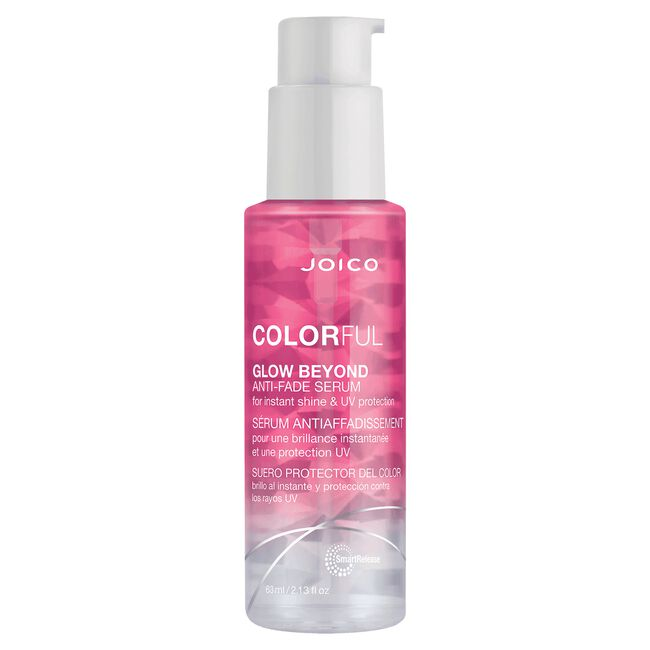 JOICO
COLORFUL
GLOW BEYOND
ANTI-FADE SERUM
for instant shine & UV protection
SÉRUM ANTIAFFADISSEMENT
pour une brillance instantanée
et une protection UV
SUERO PROTECTOR DEL COLOR
brillo al instante y protección contra
los rayos UV
SmartRelease
63 ml / 2.13 fl oz